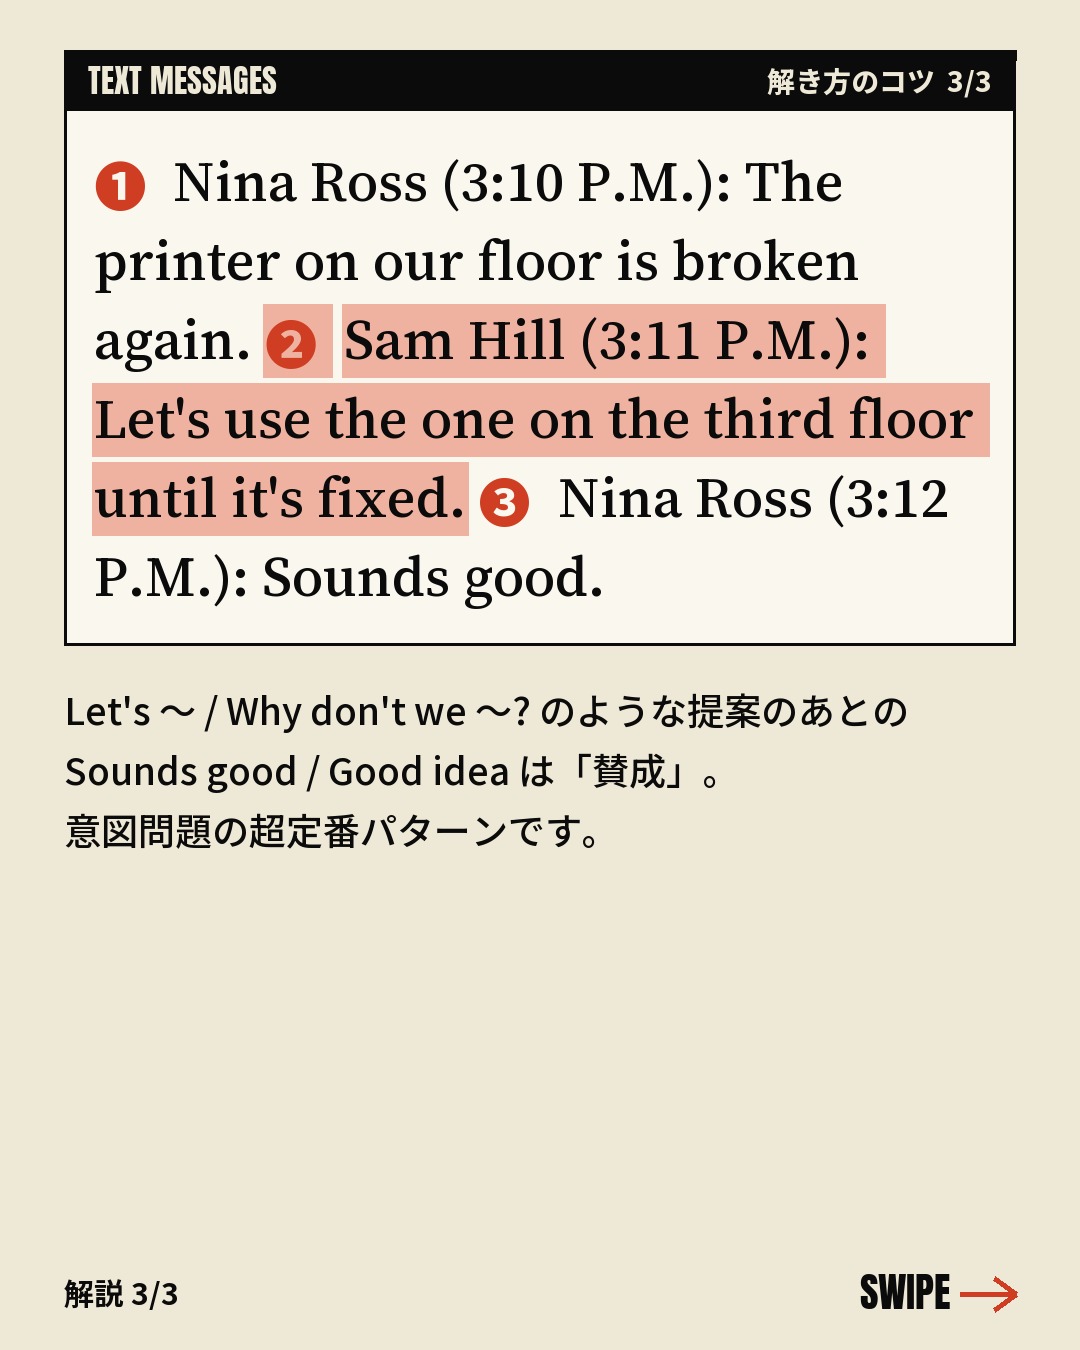 TEXT MESSAGES 解き方のコツ 3/3
❶ Nina Ross (3:10 P.M.): The
printer on our floor is broken
again. ❷ Sam Hill (3:11 P.M.):
Let's use the one on the third floor
until it's fixed. ❸ Nina Ross (3:12
P.M.): Sounds good.
Let's ～ / Why don't we ～? のような提案のあとの
Sounds good / Good idea は「賛成」。
意図問題の超定番パターンです。
解説 3/3
SWIPE →